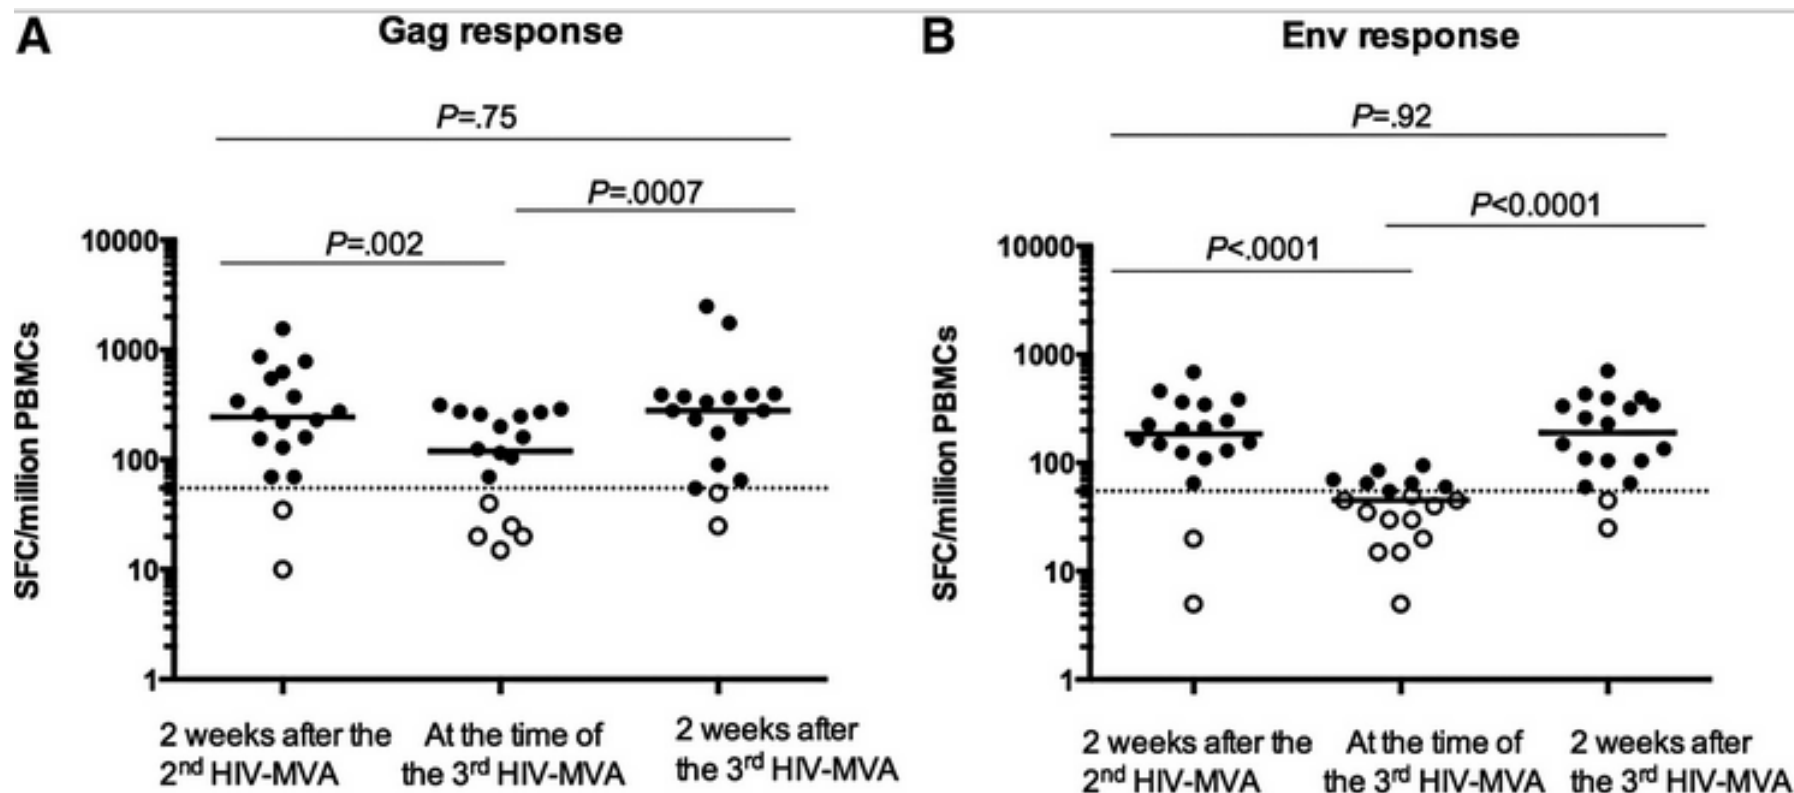 A
Gag response
P=.75
P=.0007
P=.002
10000
1000
100
10
1
SFC/million PBMCs
2 weeks after the
2nd HIV-MVA
At the time of
the 3rd HIV-MVA
2 weeks after
the 3rd HIV-MVA
B
Env response
P=.92
P<0.0001
P<.0001
10000
1000
100
10
1
SFC/million PBMCs
2 weeks after the
2nd HIV-MVA
At the time of
the 3rd HIV-MVA
2 weeks after
the 3rd HIV-MVA